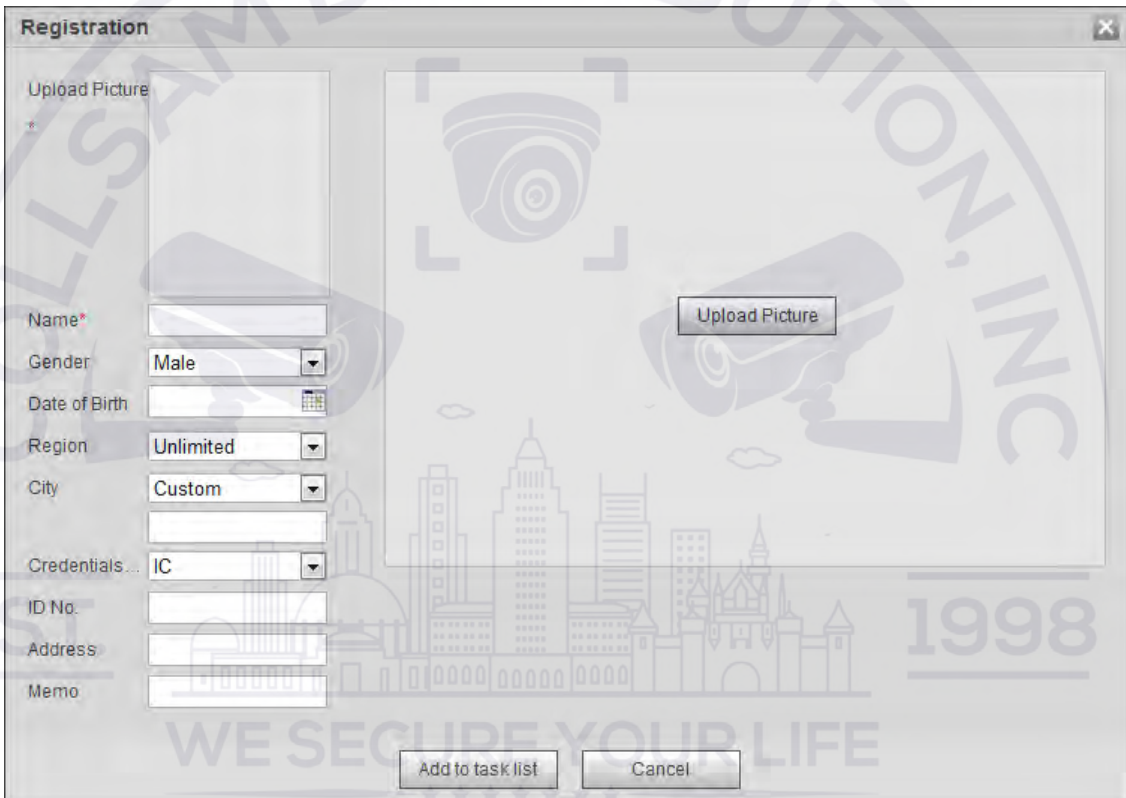 Registration
Upload Picture
*
Upload Picture
Name*
Gender Male
Date of Birth
Region Unlimited
City Custom
Credentials... IC
ID No.
Address
Memo
Add to task list Cancel
1998
WE SECURE YOUR LIFE